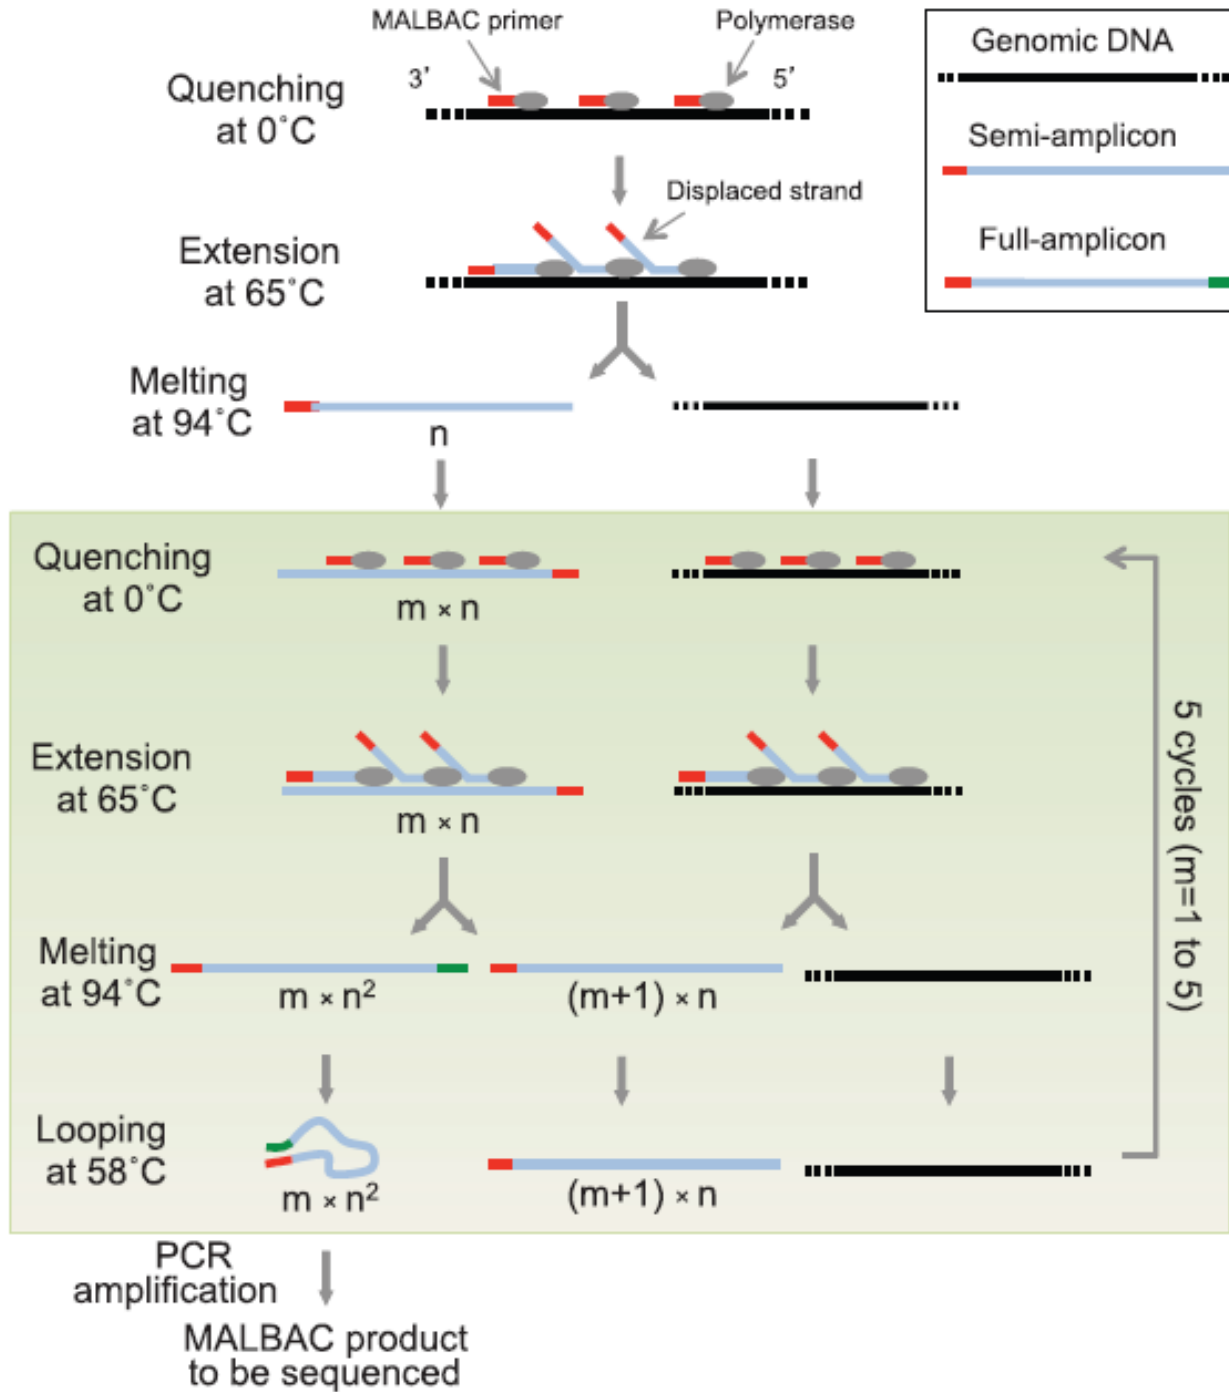 MALBAC primer
Polymerase
3’
5’
Quenching
at 0˚C
Genomic DNA
Semi-amplicon
Full-amplicon
Displaced strand
Extension
at 65˚C
Melting
at 94˚C
n
Quenching
at 0˚C
m × n
Extension
at 65˚C
m × n
5 cycles (m=1 to 5)
Melting
at 94˚C
m × n²
(m+1) × n
Looping
at 58˚C
m × n²
(m+1) × n
PCR
amplification
MALBAC product
to be sequenced